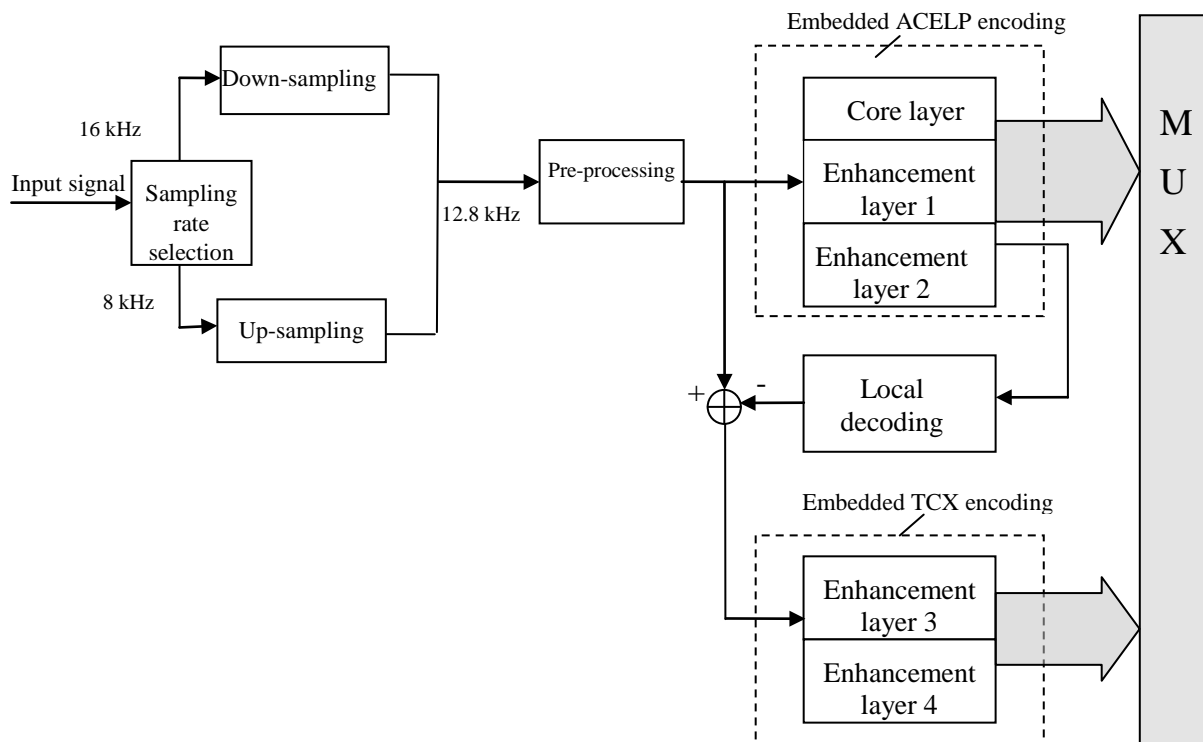 Embedded ACELP encoding
Down-sampling
16 kHz
Input signal
Sampling
rate
selection
8 kHz
Up-sampling
12.8 kHz
Pre-processing
Core layer
Enhancement
layer 1
Enhancement
layer 2
+
-
Local
decoding
Embedded TCX encoding
Enhancement
layer 3
Enhancement
layer 4
M
U
X